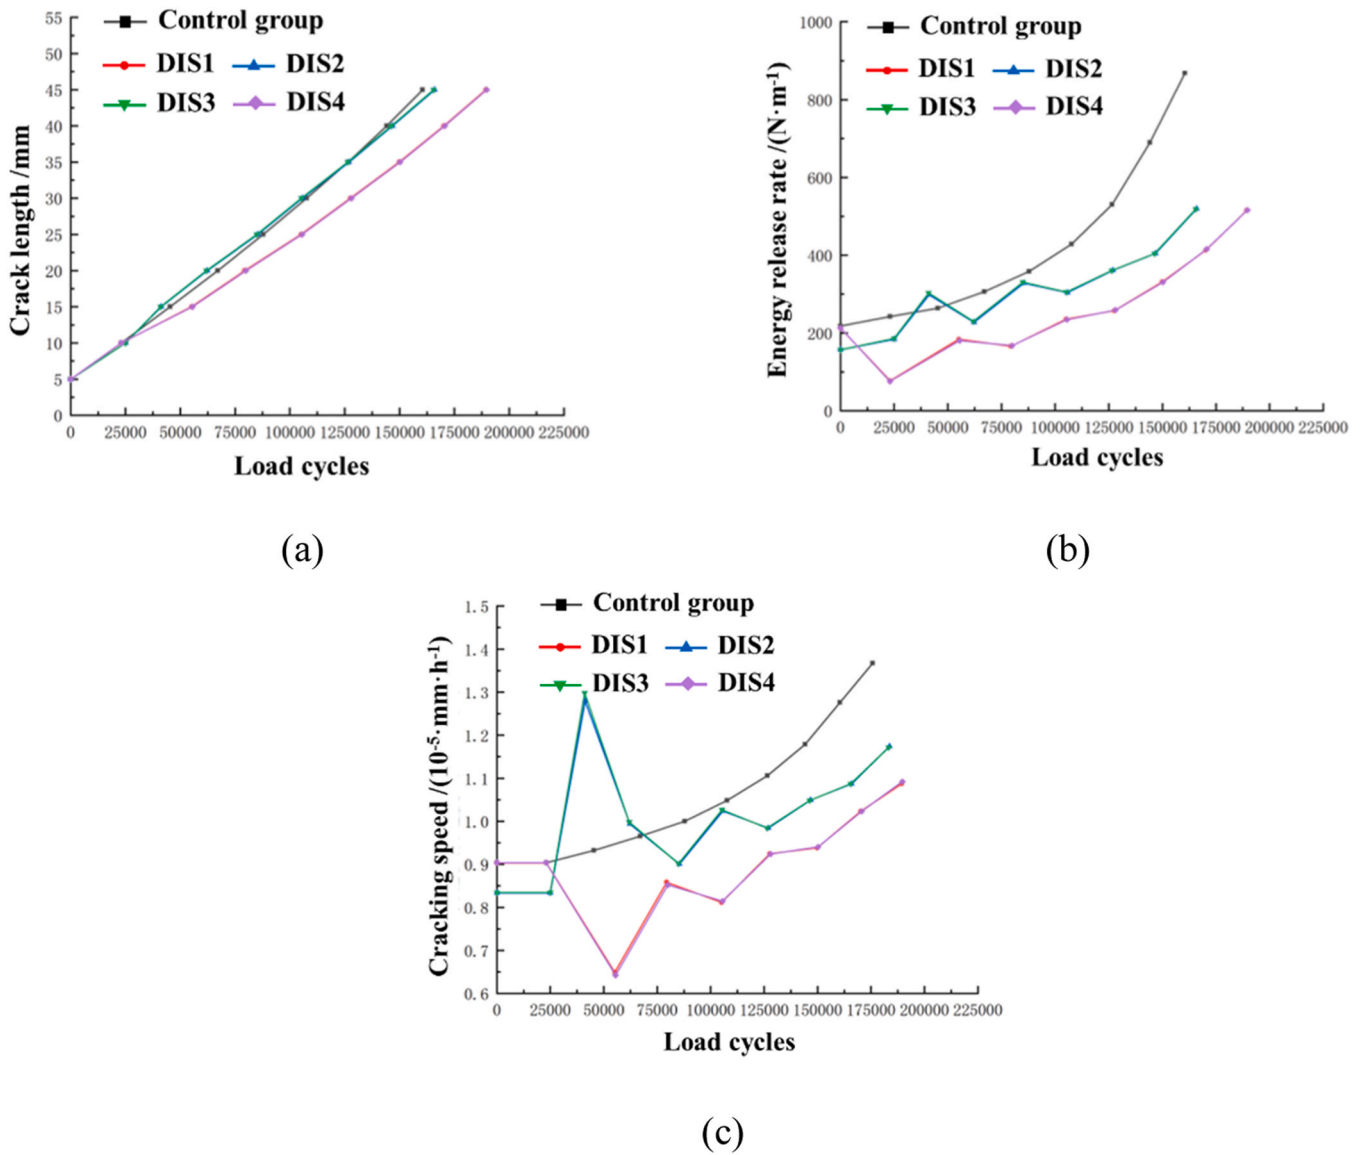 Control group
DIS1 DIS2
DIS3 DIS4
55
50
45
40
35
30
25
20
15
10
5
0
Crack length /mm
0 25000 50000 75000 100000 125000 150000 175000 200000 225000
Load cycles
(a)
Control group
DIS1 DIS2
DIS3 DIS4
1000
800
600
400
200
0
Energy release rate /(N·m⁻¹)
0 25000 50000 75000 100000 125000 150000 175000 200000 225000
Load cycles
(b)
Control group
DIS1 DIS2
DIS3 DIS4
1.5
1.4
1.3
1.2
1.1
1.0
0.9
0.8
0.7
0.6
Cracking speed /(10⁻⁵·mm·h⁻¹)
0 25000 50000 75000 100000 125000 150000 175000 200000 225000
Load cycles
(c)